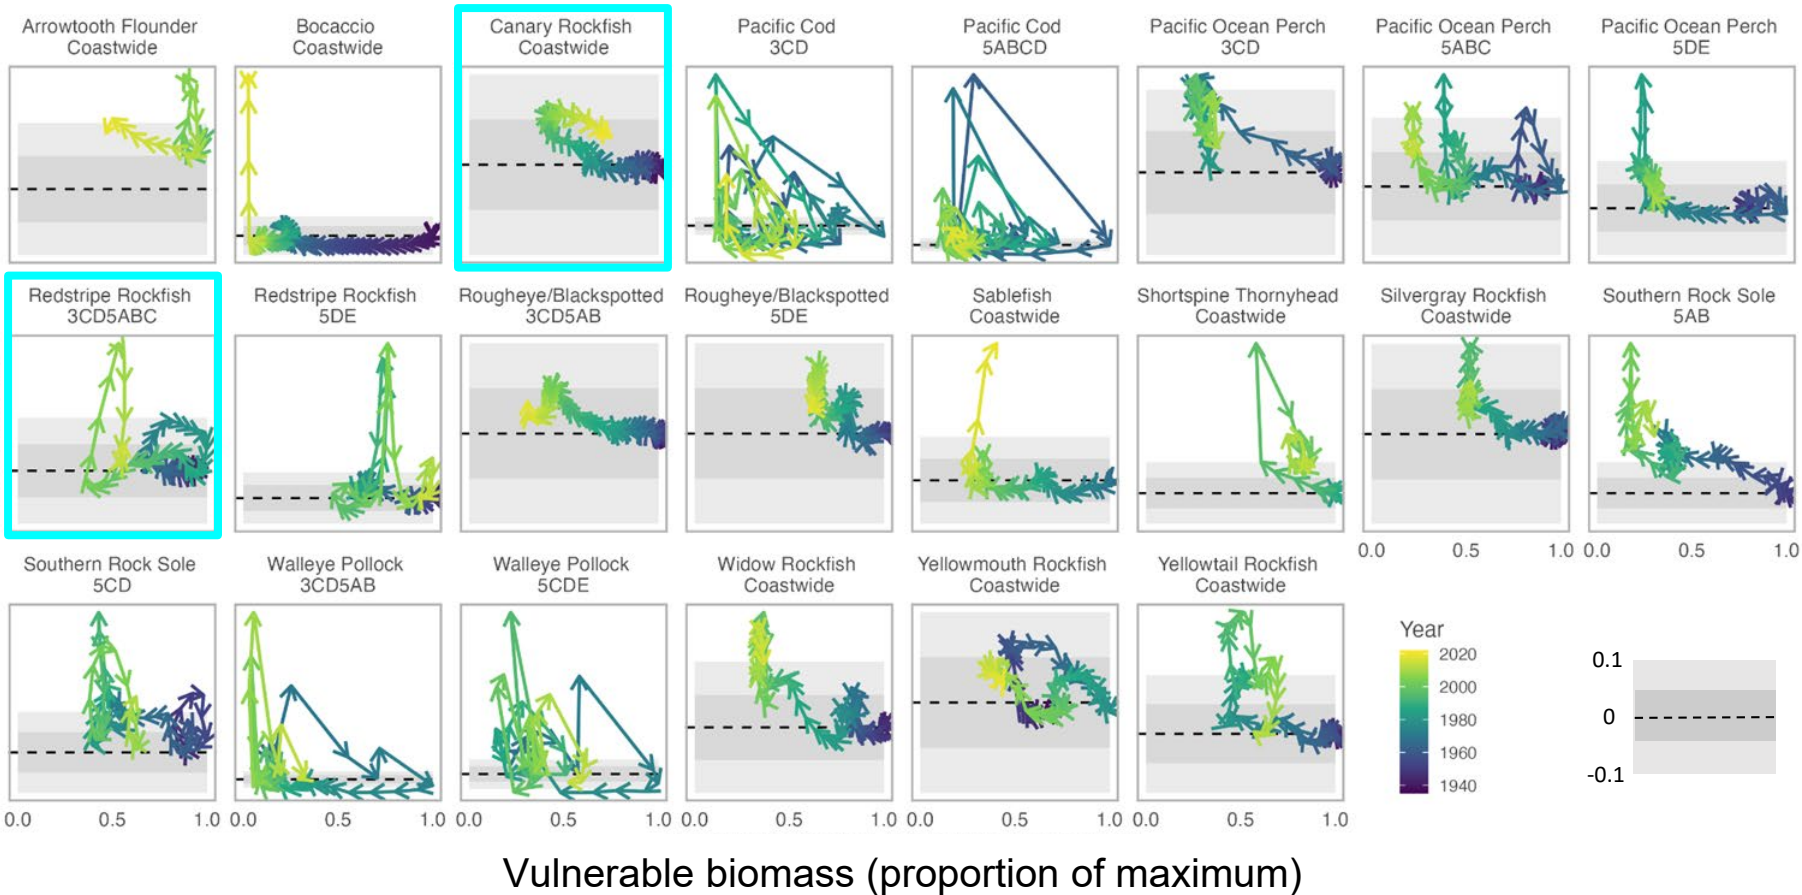 Arrowtooth Flounder
Coastwide
Bocaccio
Coastwide
Canary Rockfish
Coastwide
Pacific Cod
3CD
Pacific Cod
5ABCD
Pacific Ocean Perch
3CD
Pacific Ocean Perch
5ABC
Pacific Ocean Perch
5DE
Redstripe Rockfish
3CD5ABC
Redstripe Rockfish
5DE
Rougheye/Blackspotted
3CD5AB
Rougheye/Blackspotted
5DE
Sablefish
Coastwide
Shortspine Thornyhead
Coastwide
Silvergray Rockfish
Coastwide
Southern Rock Sole
5AB
0.0 0.5 1.0
0.0 0.5 1.0
Southern Rock Sole
5CD
Walleye Pollock
3CD5AB
Walleye Pollock
5CDE
Widow Rockfish
Coastwide
Yellowmouth Rockfish
Coastwide
Yellowtail Rockfish
Coastwide
Year
2020
2000
1980
1960
1940
0.1
0
-0.1
0.0 0.5 1.0
0.0 0.5 1.0
0.0 0.5 1.0
0.0 0.5 1.0
0.0 0.5 1.0
0.0 0.5 1.0
Vulnerable biomass (proportion of maximum)